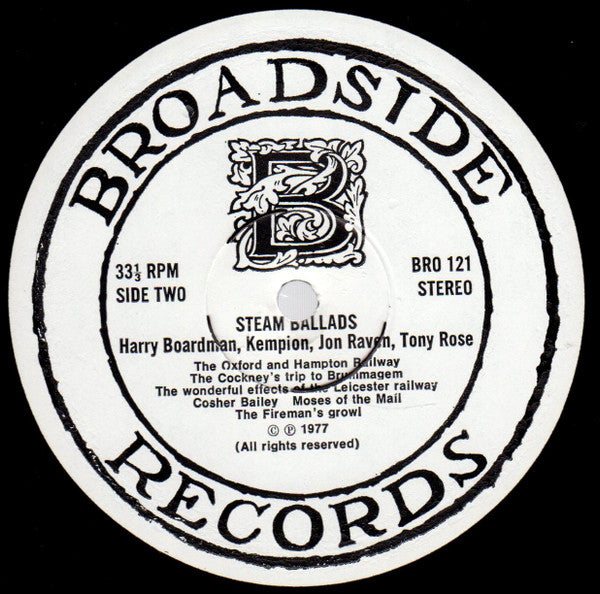 BROADSIDE
B
33⅓ RPM
SIDE TWO
BRO 121
STEREO
STEAM BALLADS
Harry Boardman, Kempion, Jon Raven, Tony Rose
The Oxford and Hampton Railway
The Cockney's trip to Brummagem
The wonderful effects of the Leicester railway
Cosher Bailey Moses of the Mail
The Fireman's growl
© ℗ 1977
(All rights reserved)
RECORDS